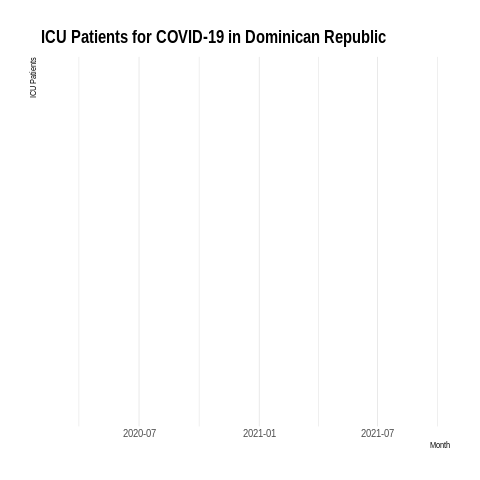 ICU Patients for COVID-19 in Dominican Republic
ICU Patients
2020-07
2021-01
2021-07
Month